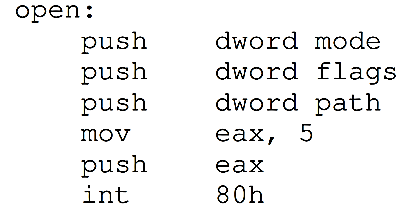 open:
push dword mode
push dword flags
push dword path
mov eax, 5
push eax
int 80h